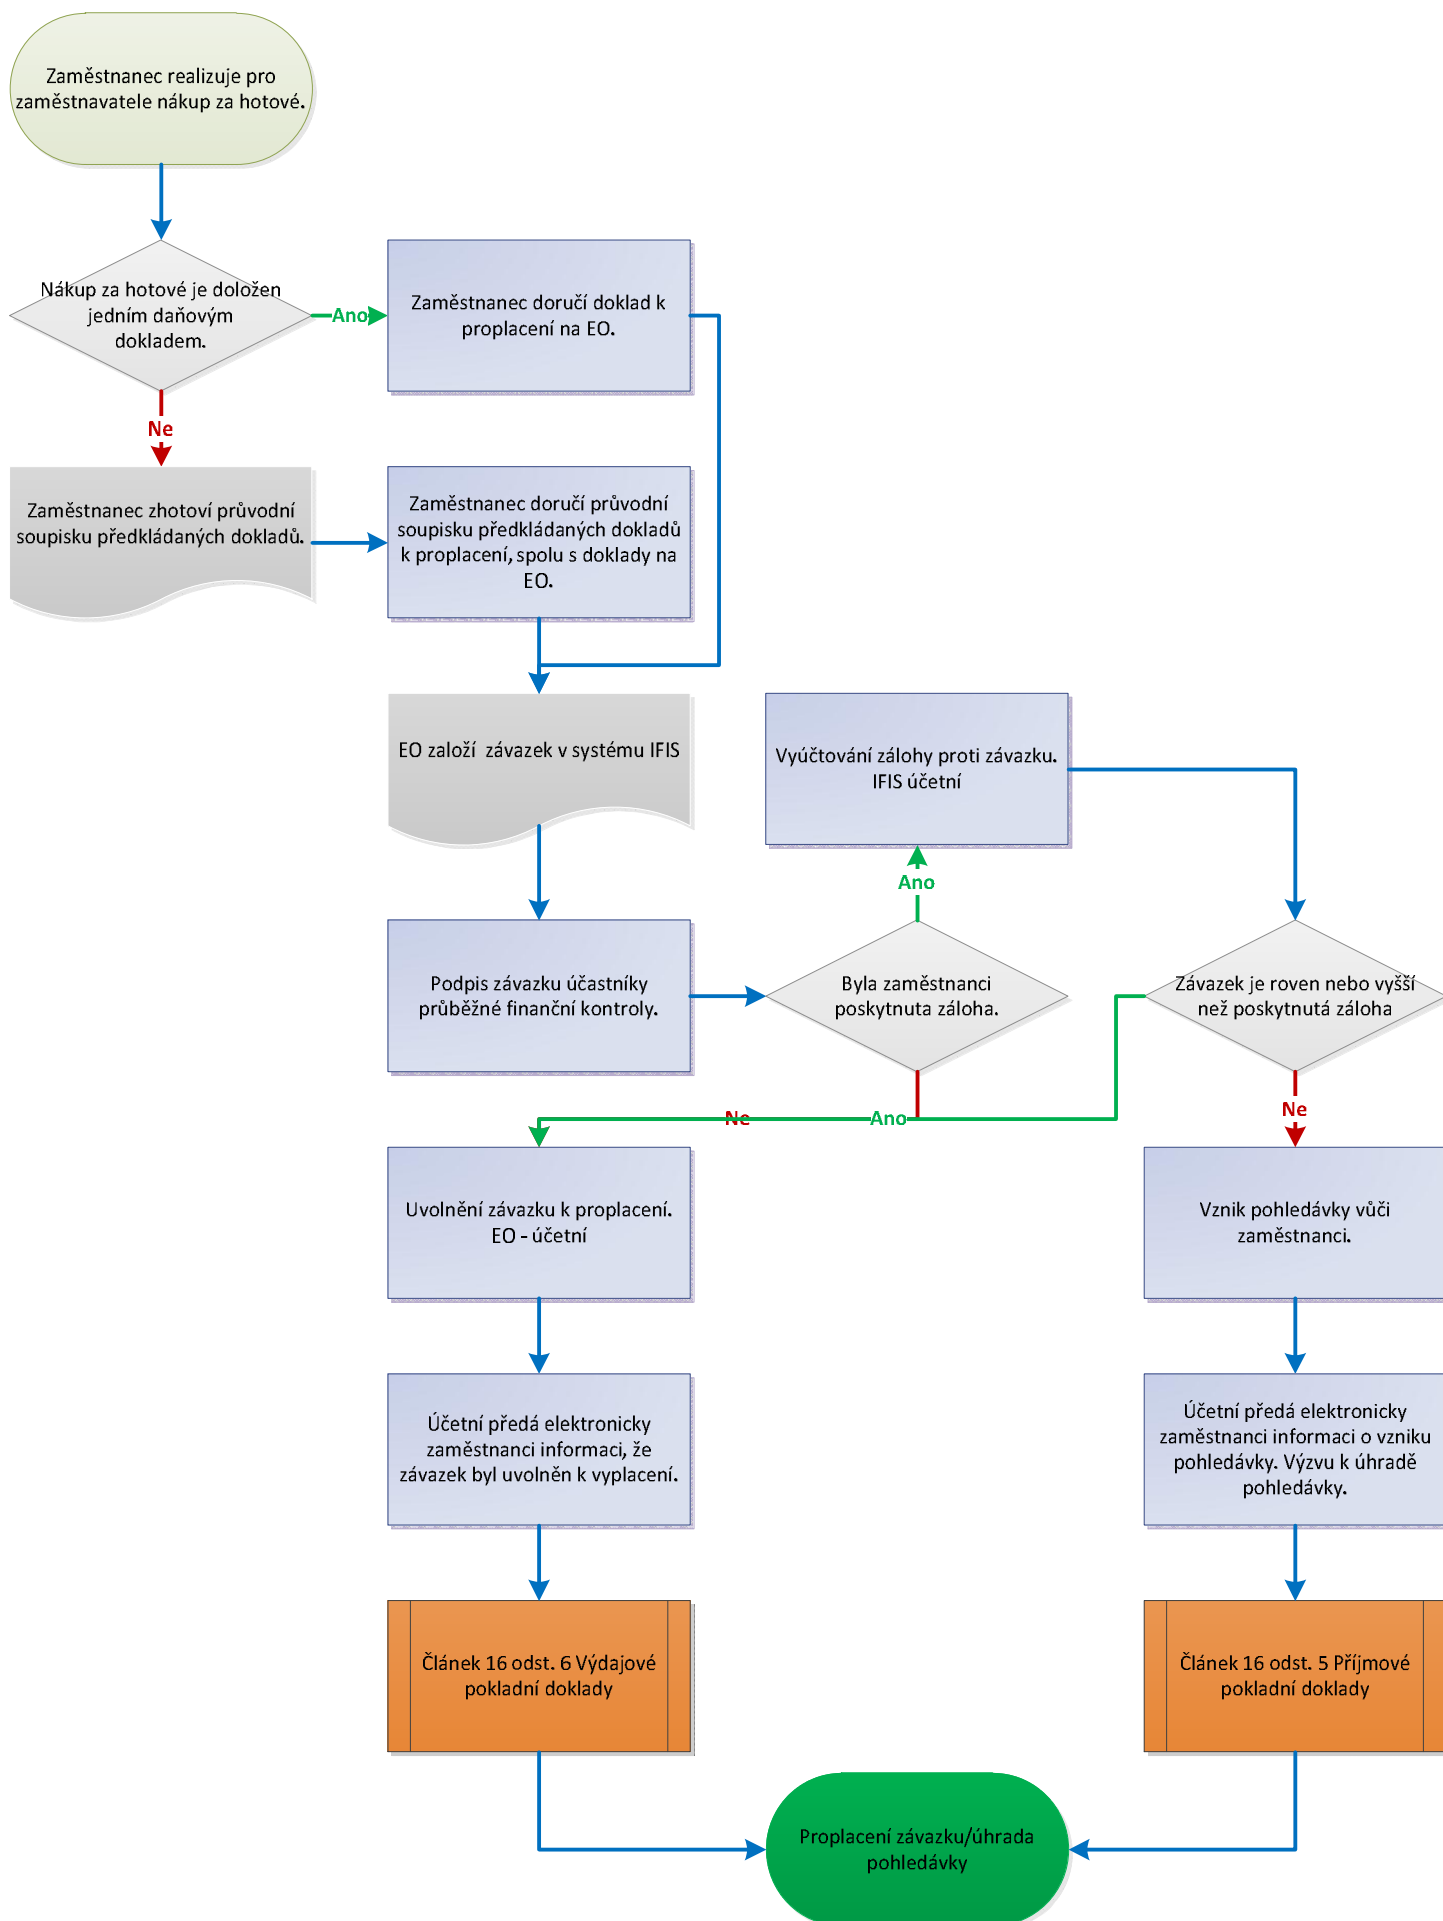 Zaměstnanec realizuje pro
zaměstnavatele nákup za hotové.
Nákup za hotové je doložen
jedním daňovým
dokladem.
Ano
Zaměstnanec doručí doklad k
proplacení na EO.
Ne
Zaměstnanec zhotoví průvodní
soupisku předkládaných dokladů.
Zaměstnanec doručí průvodní
soupisku předkládaných dokladů
k proplacení, spolu s doklady na
EO.
EO založí  závazek v systému IFIS
Vyúčtování zálohy proti závazku.
IFIS účetní
Ano
Podpis závazku účastníky
průběžné finanční kontroly.
Byla zaměstnanci
poskytnuta záloha.
Závazek je roven nebo vyšší
než poskytnutá záloha
Ne
Ano
Ne
Uvolnění závazku k proplacení.
EO - účetní
Vznik pohledávky vůči
zaměstnanci.
Účetní předá elektronicky
zaměstnanci informaci, že
závazek byl uvolněn k vyplacení.
Účetní předá elektronicky
zaměstnanci informaci o vzniku
pohledávky. Výzvu k úhradě
pohledávky.
Článek 16 odst. 6 Výdajové
pokladní doklady
Článek 16 odst. 5 Příjmové
pokladní doklady
Proplacení závazku/úhrada
pohledávky